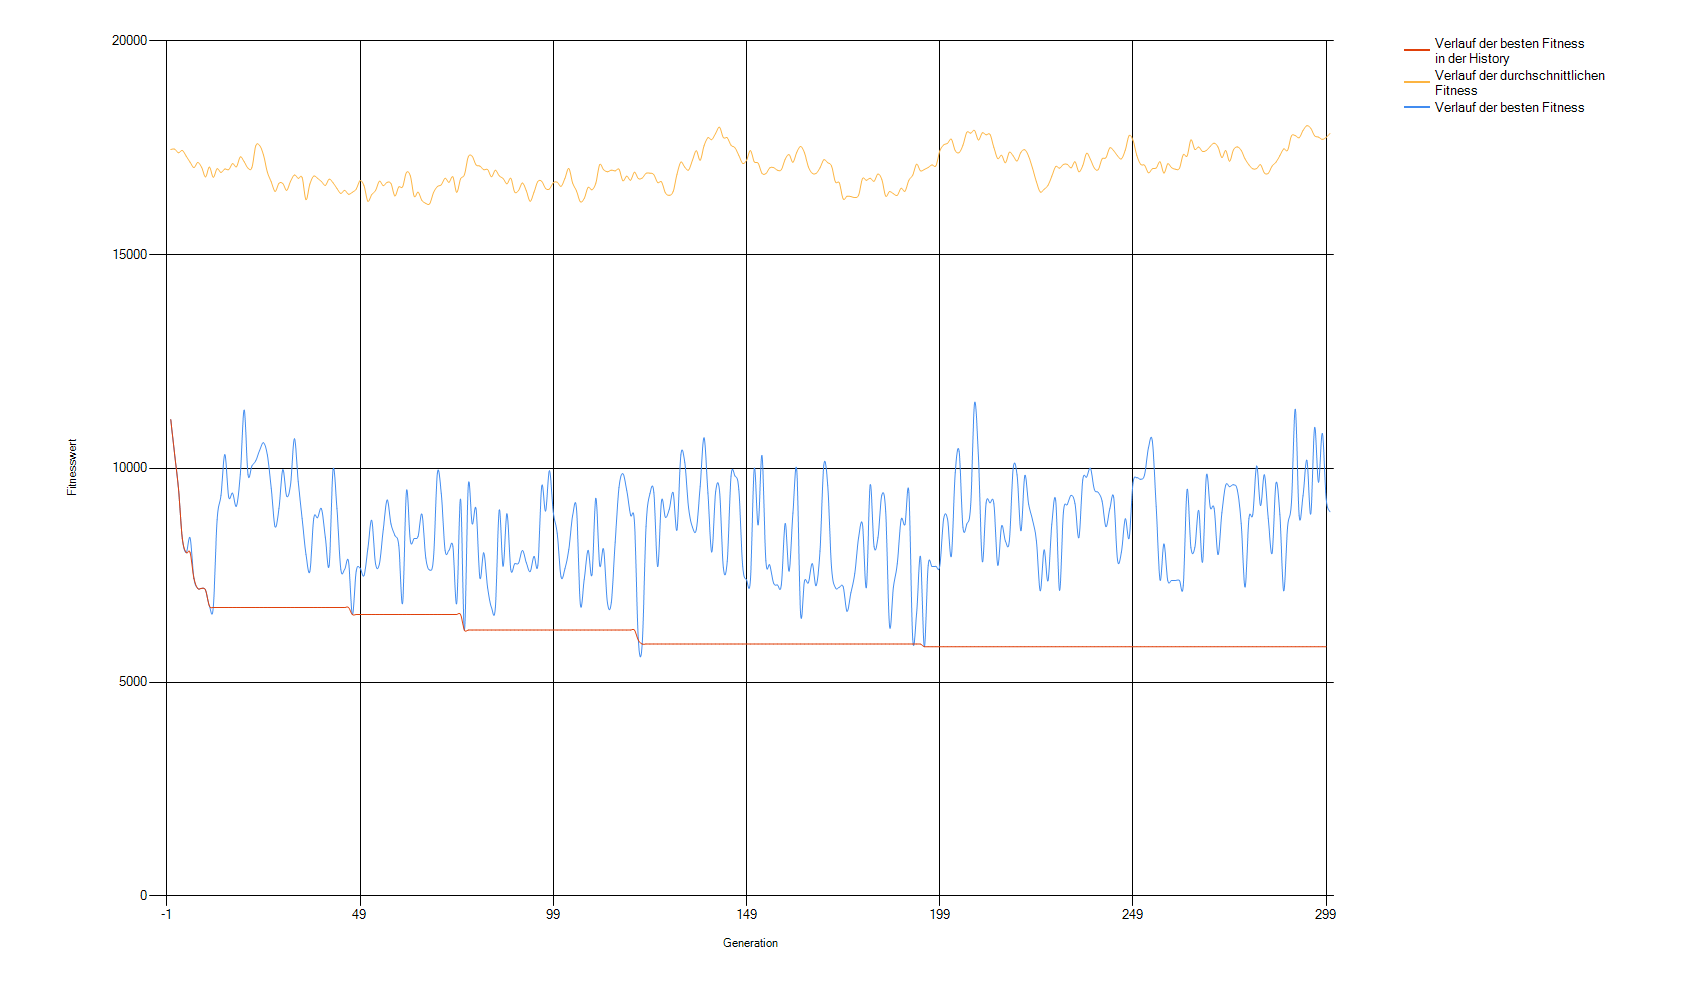 20000
15000
10000
5000
0
-1
49
99
149
199
249
299
Fitnesswert
Generation
Verlauf der besten Fitness
in der History
Verlauf der durchschnittlichen
Fitness
Verlauf der besten Fitness